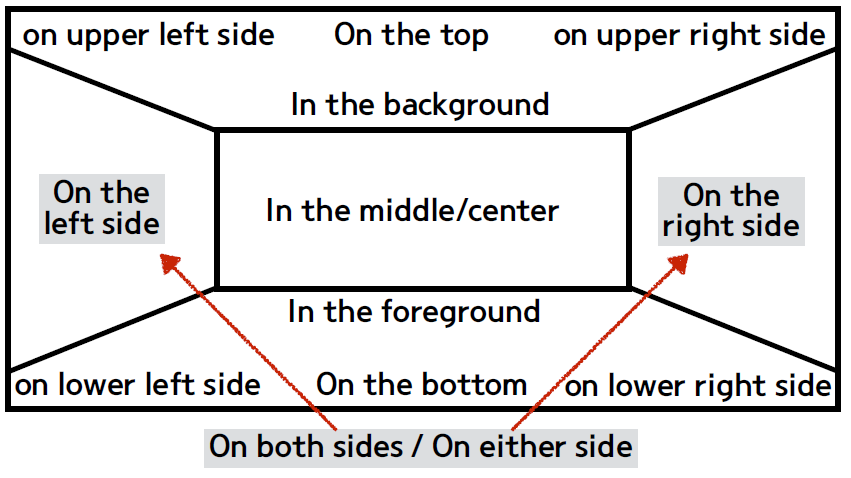 on upper left side
On the top
on upper right side
In the background
On the
left side
In the middle/center
On the
right side
In the foreground
on lower left side
On the bottom
on lower right side
On both sides / On either side